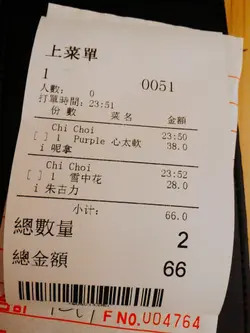 上菜單
I 0051
人數: 0
打單時間: 23:51
份數 菜名 金額
Chi Choi 23:50
[ ] 1 Purple 心太軟 38.0
i 呢拿
Chi Choi 23:52
[ ] 1 雪中花 28.0
i 朱古力
小计: 66.0
總數量 2
總金額 66
F NO. U04764